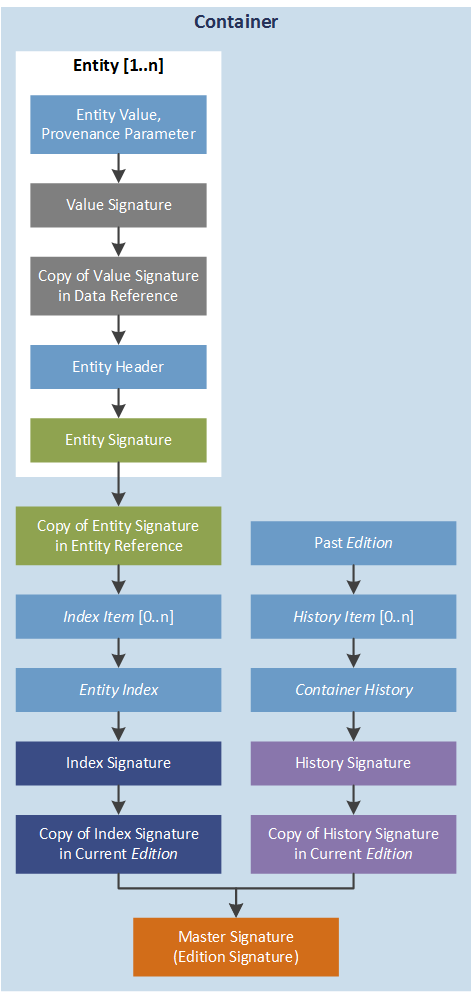 Container
Entity [1..n]
Entity Value,
Provenance Parameter
Value Signature
Copy of Value Signature
in Data Reference
Entity Header
Entity Signature
Copy of Entity Signature
in Entity Reference
Index Item [0..n]
Entity Index
Index Signature
Copy of Index Signature
in Current Edition
Past Edition
History Item [0..n]
Container History
History Signature
Copy of History Signature
in Current Edition
Master Signature
(Edition Signature)